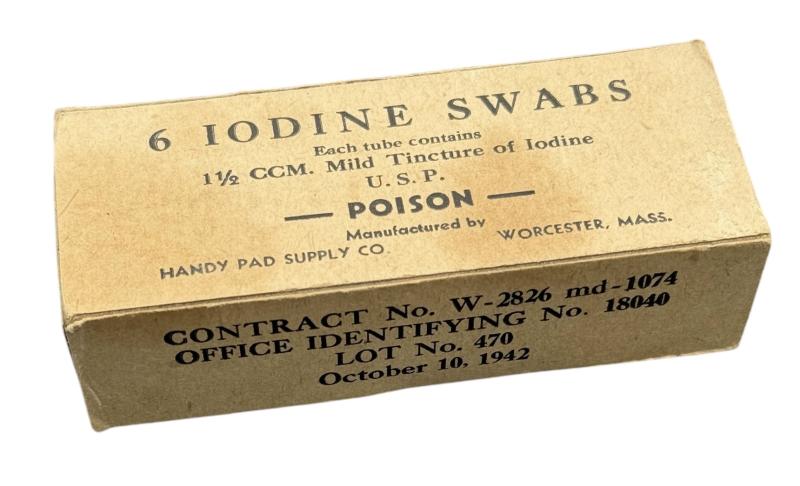 6 IODINE SWABS
Each tube contains
1½ CCM. Mild Tincture of Iodine
U. S. P.
— POISON —
Manufactured by
HANDY PAD SUPPLY CO. WORCESTER, MASS.
CONTRACT No. W-2826 md-1074
OFFICE IDENTIFYING No. 18040
LOT No. 470
October 10, 1942